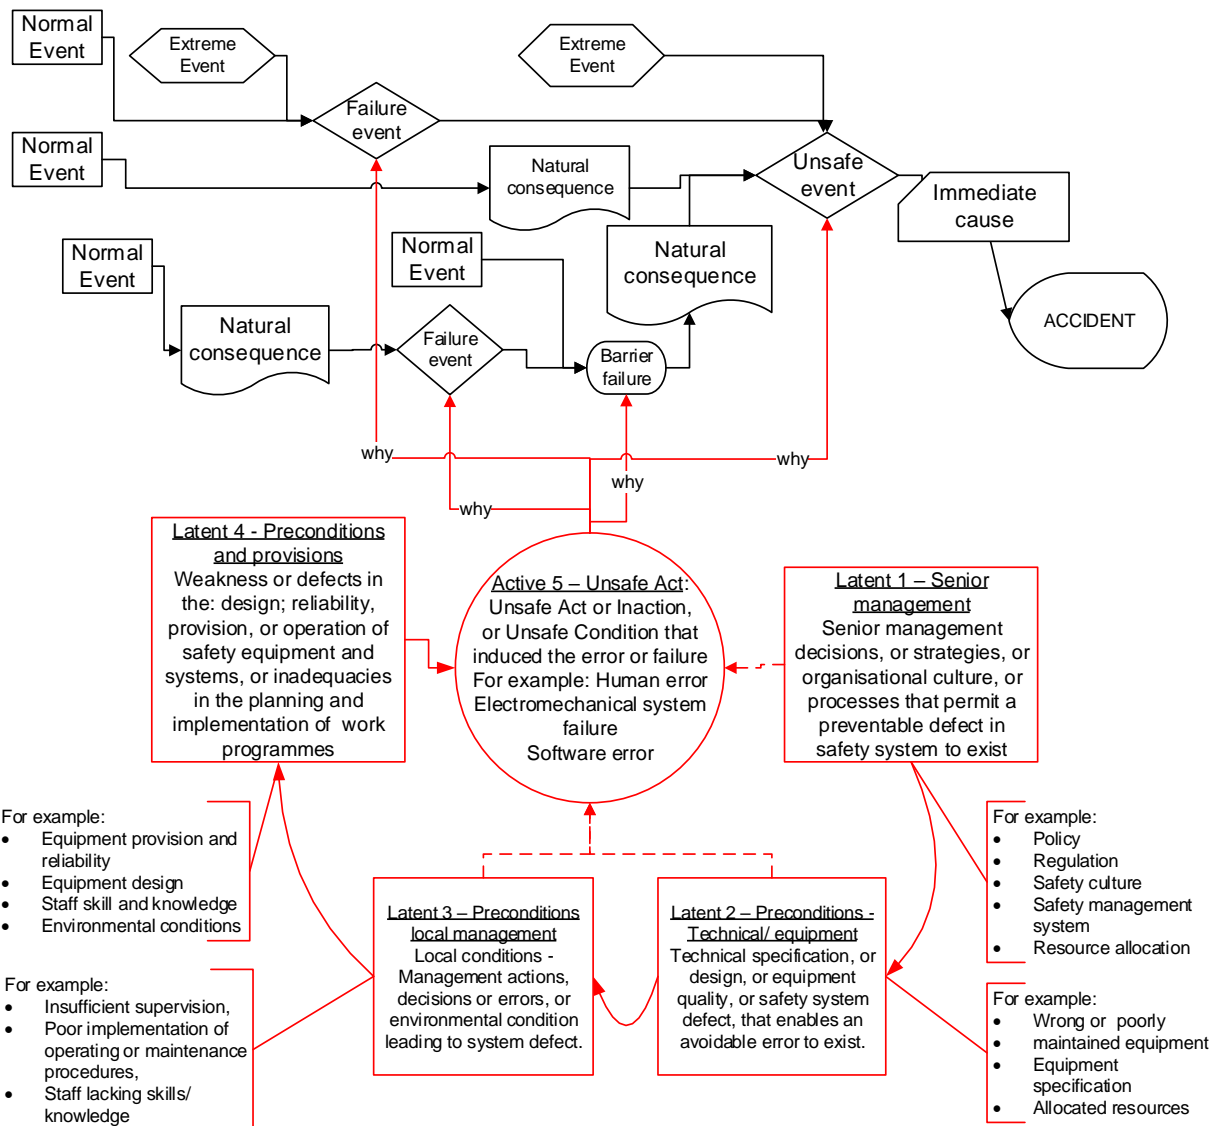 Normal
Event
Extreme
Event
Extreme
Event
Failure
event
Normal
Event
Natural
consequence
Unsafe
event
Immediate
cause
Normal
Event
Normal
Event
Natural
consequence
Natural
consequence
Failure
event
Barrier
failure
ACCIDENT
why
why
why
why
Latent 4 - Preconditions
and provisions
Weakness or defects in
the: design; reliability,
provision, or operation of
safety equipment and
systems, or inadequacies
in the planning and
implementation of work
programmes
Active 5 – Unsafe Act:
Unsafe Act or Inaction,
or Unsafe Condition that
induced the error or failure
For example: Human error
Electromechanical system
failure
Software error
Latent 1 – Senior
management
Senior management
decisions, or strategies, or
organisational culture, or
processes that permit a
preventable defect in
safety system to exist
For example:
• Equipment provision and
reliability
• Equipment design
• Staff skill and knowledge
• Environmental conditions
For example:
• Policy
• Regulation
• Safety culture
• Safety management
system
• Resource allocation
Latent 3 – Preconditions
local management
Local conditions -
Management actions,
decisions or errors, or
environmental condition
leading to system defect.
Latent 2 – Preconditions -
Technical/ equipment
Technical specification, or
design, or equipment
quality, or safety system
defect, that enables an
avoidable error to exist.
For example:
• Insufficient supervision,
• Poor implementation of
operating or maintenance
procedures,
• Staff lacking skills/
knowledge
For example:
• Wrong or poorly
• maintained equipment
• Equipment
specification
• Allocated resources